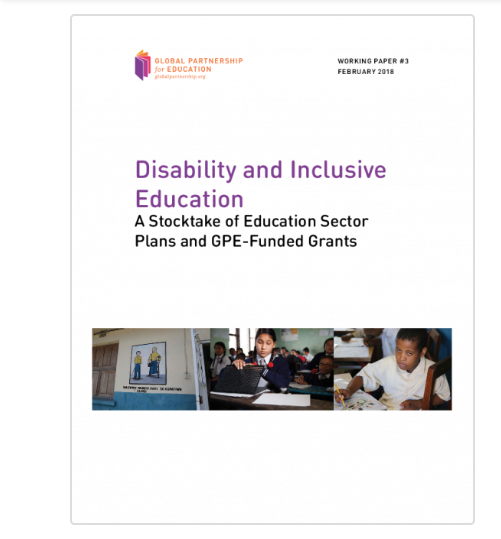 GLOBAL PARTNERSHIP
for EDUCATION
globalpartnership.org
WORKING PAPER #3
FEBRUARY 2018
Disability and Inclusive
Education
A Stocktake of Education Sector
Plans and GPE-Funded Grants